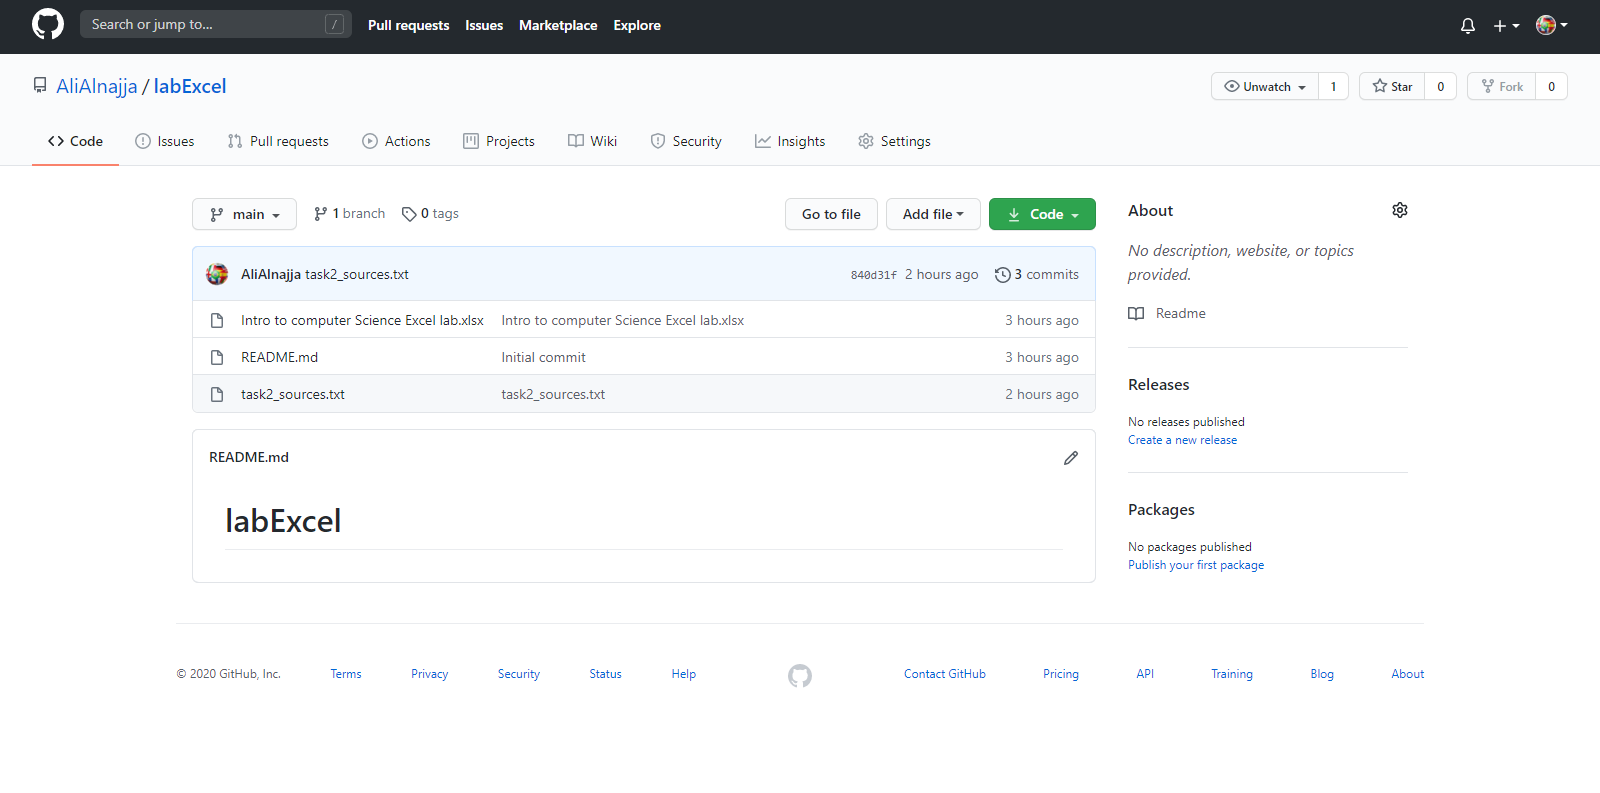 Search or jump to... /
Pull requests Issues Marketplace Explore
AliAlnajja / labExcel
Unwatch 1 Star 0 Fork 0
Code Issues Pull requests Actions Projects Wiki Security Insights Settings
main 1 branch 0 tags Go to file Add file Code
AliAlnajja task2_sources.txt 840d31f 2 hours ago 3 commits
Intro to computer Science Excel lab.xlsx Intro to computer Science Excel lab.xlsx 3 hours ago
README.md Initial commit 3 hours ago
task2_sources.txt task2_sources.txt 2 hours ago
README.md
labExcel
About
No description, website, or topics
provided.
Readme
Releases
No releases published
Create a new release
Packages
No packages published
Publish your first package
© 2020 GitHub, Inc. Terms Privacy Security Status Help Contact GitHub Pricing API Training Blog About